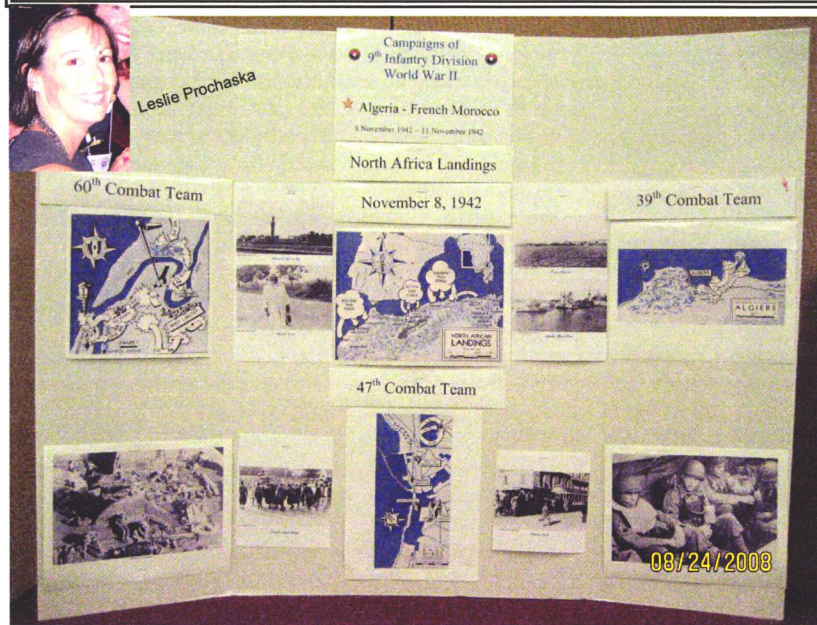 Leslie Prochaska
Campaigns of
9th Infantry Division
World War II
Algeria - French Morocco
8 November 1942 – 11 November 1942
North Africa Landings
November 8, 1942
60th Combat Team
39th Combat Team
NORTH AFRICAN
LANDINGS
ALGIERS
47th Combat Team
08/24/2008